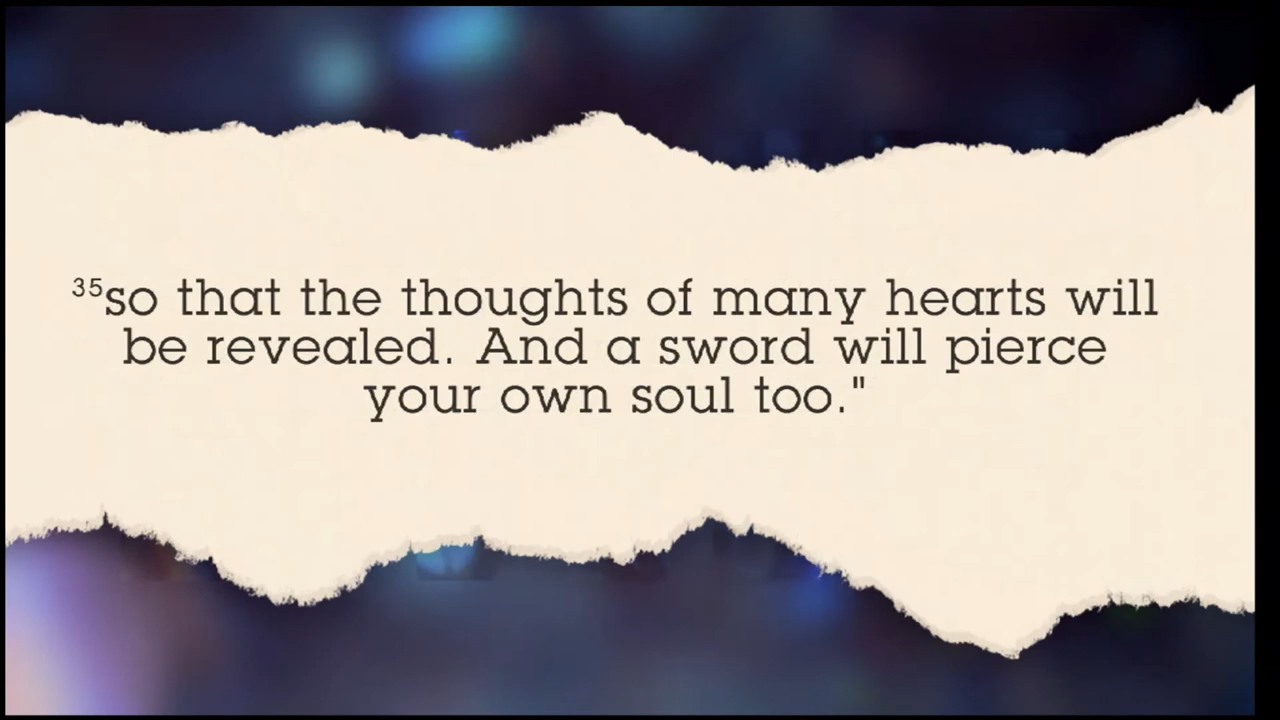 ³⁵so that the thoughts of many hearts will
be revealed. And a sword will pierce
your own soul too."